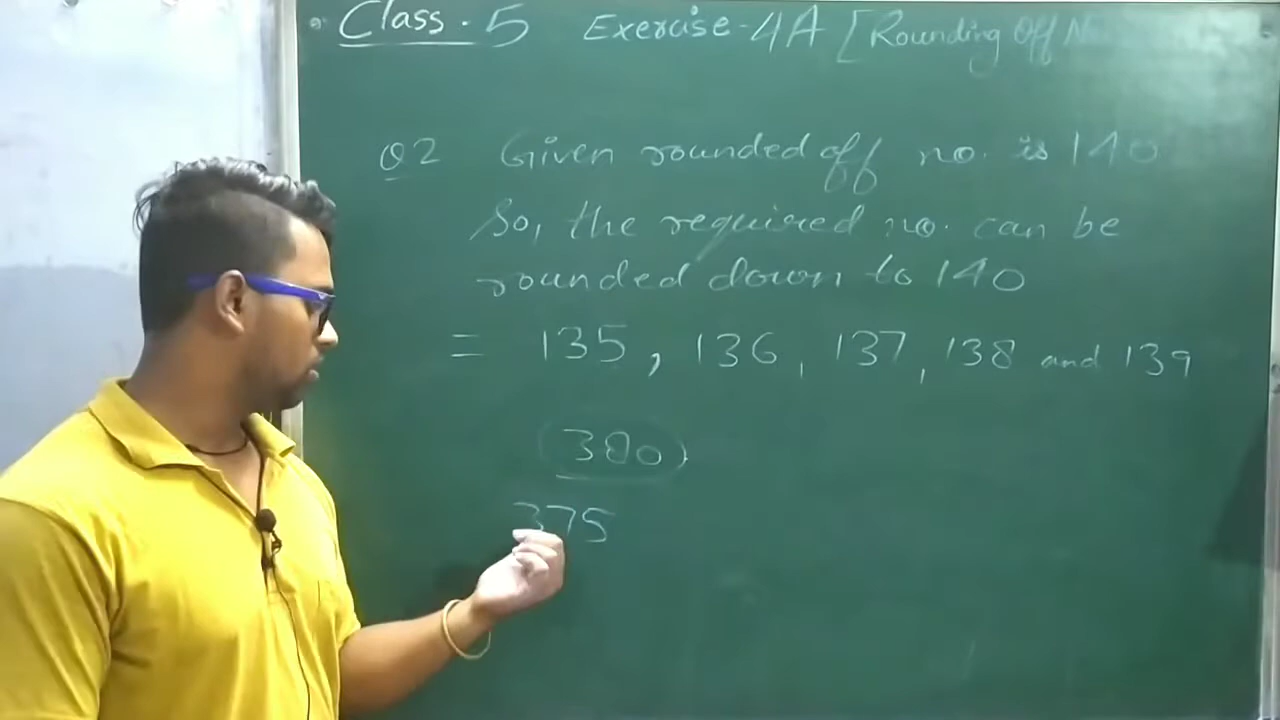 Class. 5 Exercise-4A [Rounding Off
Q2 Given rounded off no. is 140
So, the required no. can be
rounded down to 140
= 135, 136, 137, 138 and 139
380
375